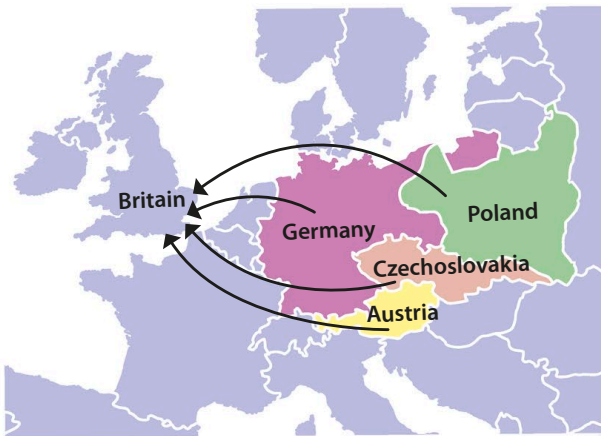 Britain
Poland
Germany
Czechoslovakia
Austria